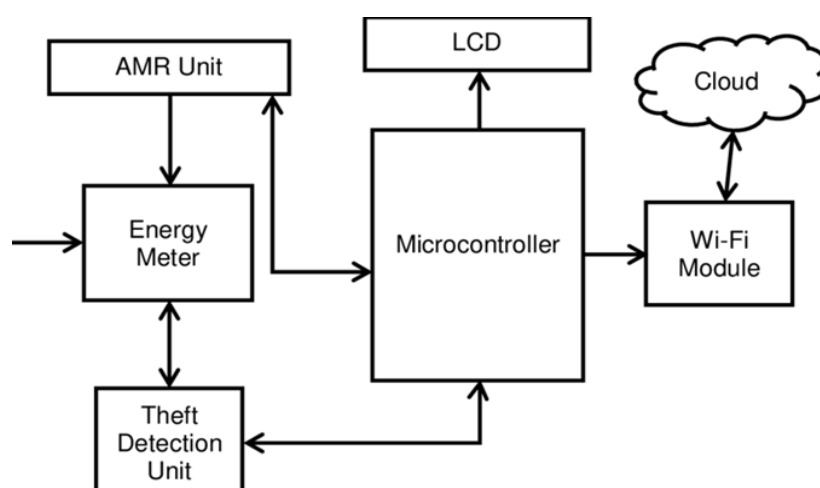 AMR Unit
LCD
Cloud
Energy
Meter
Microcontroller
Wi-Fi
Module
Theft
Detection
Unit